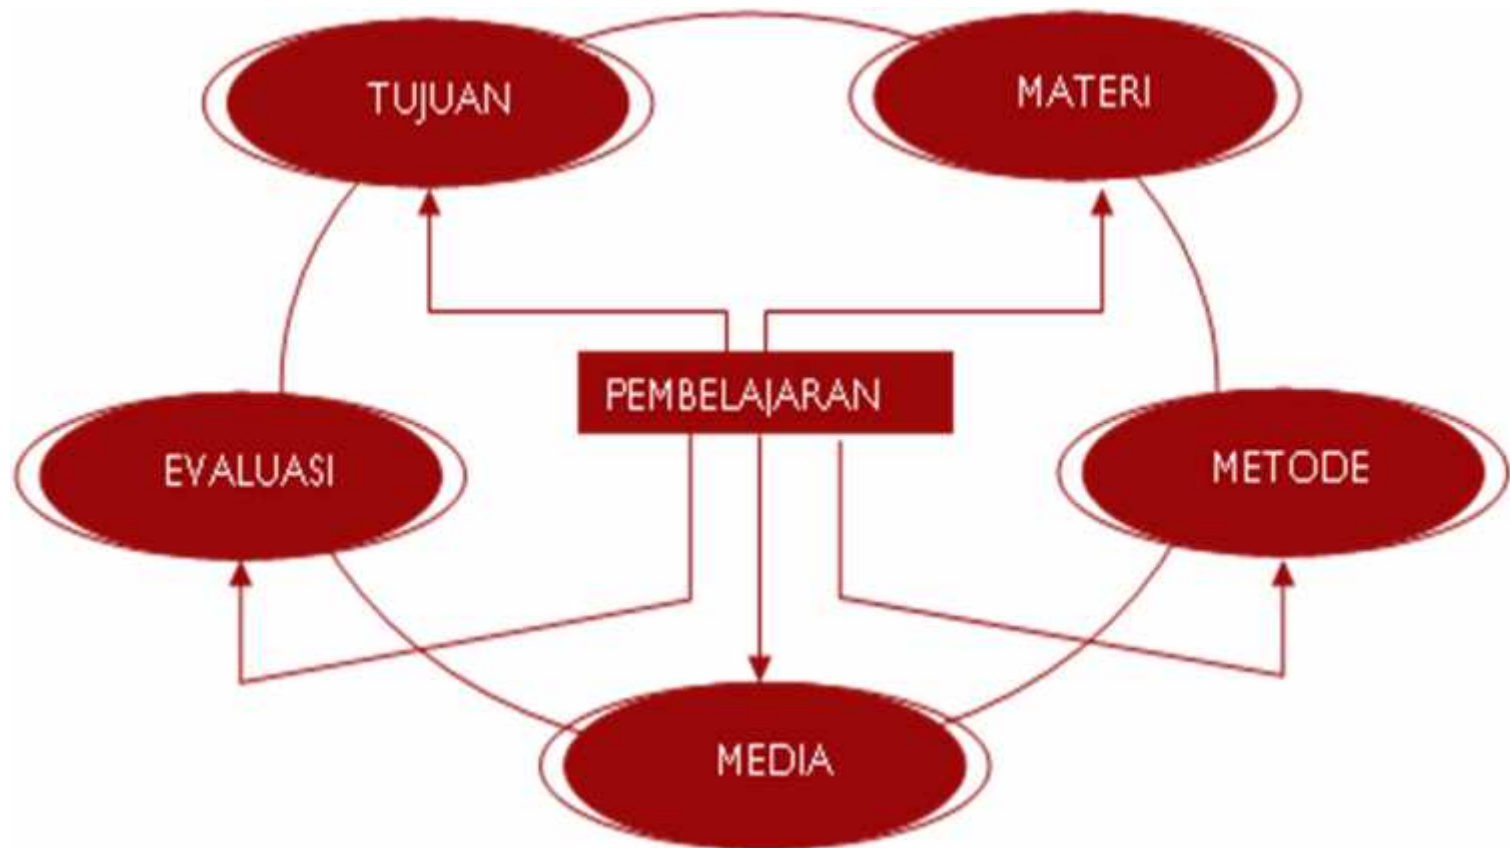 TUJUAN
MATERI
PEMBELAJARAN
EVALUASI
METODE
MEDIA